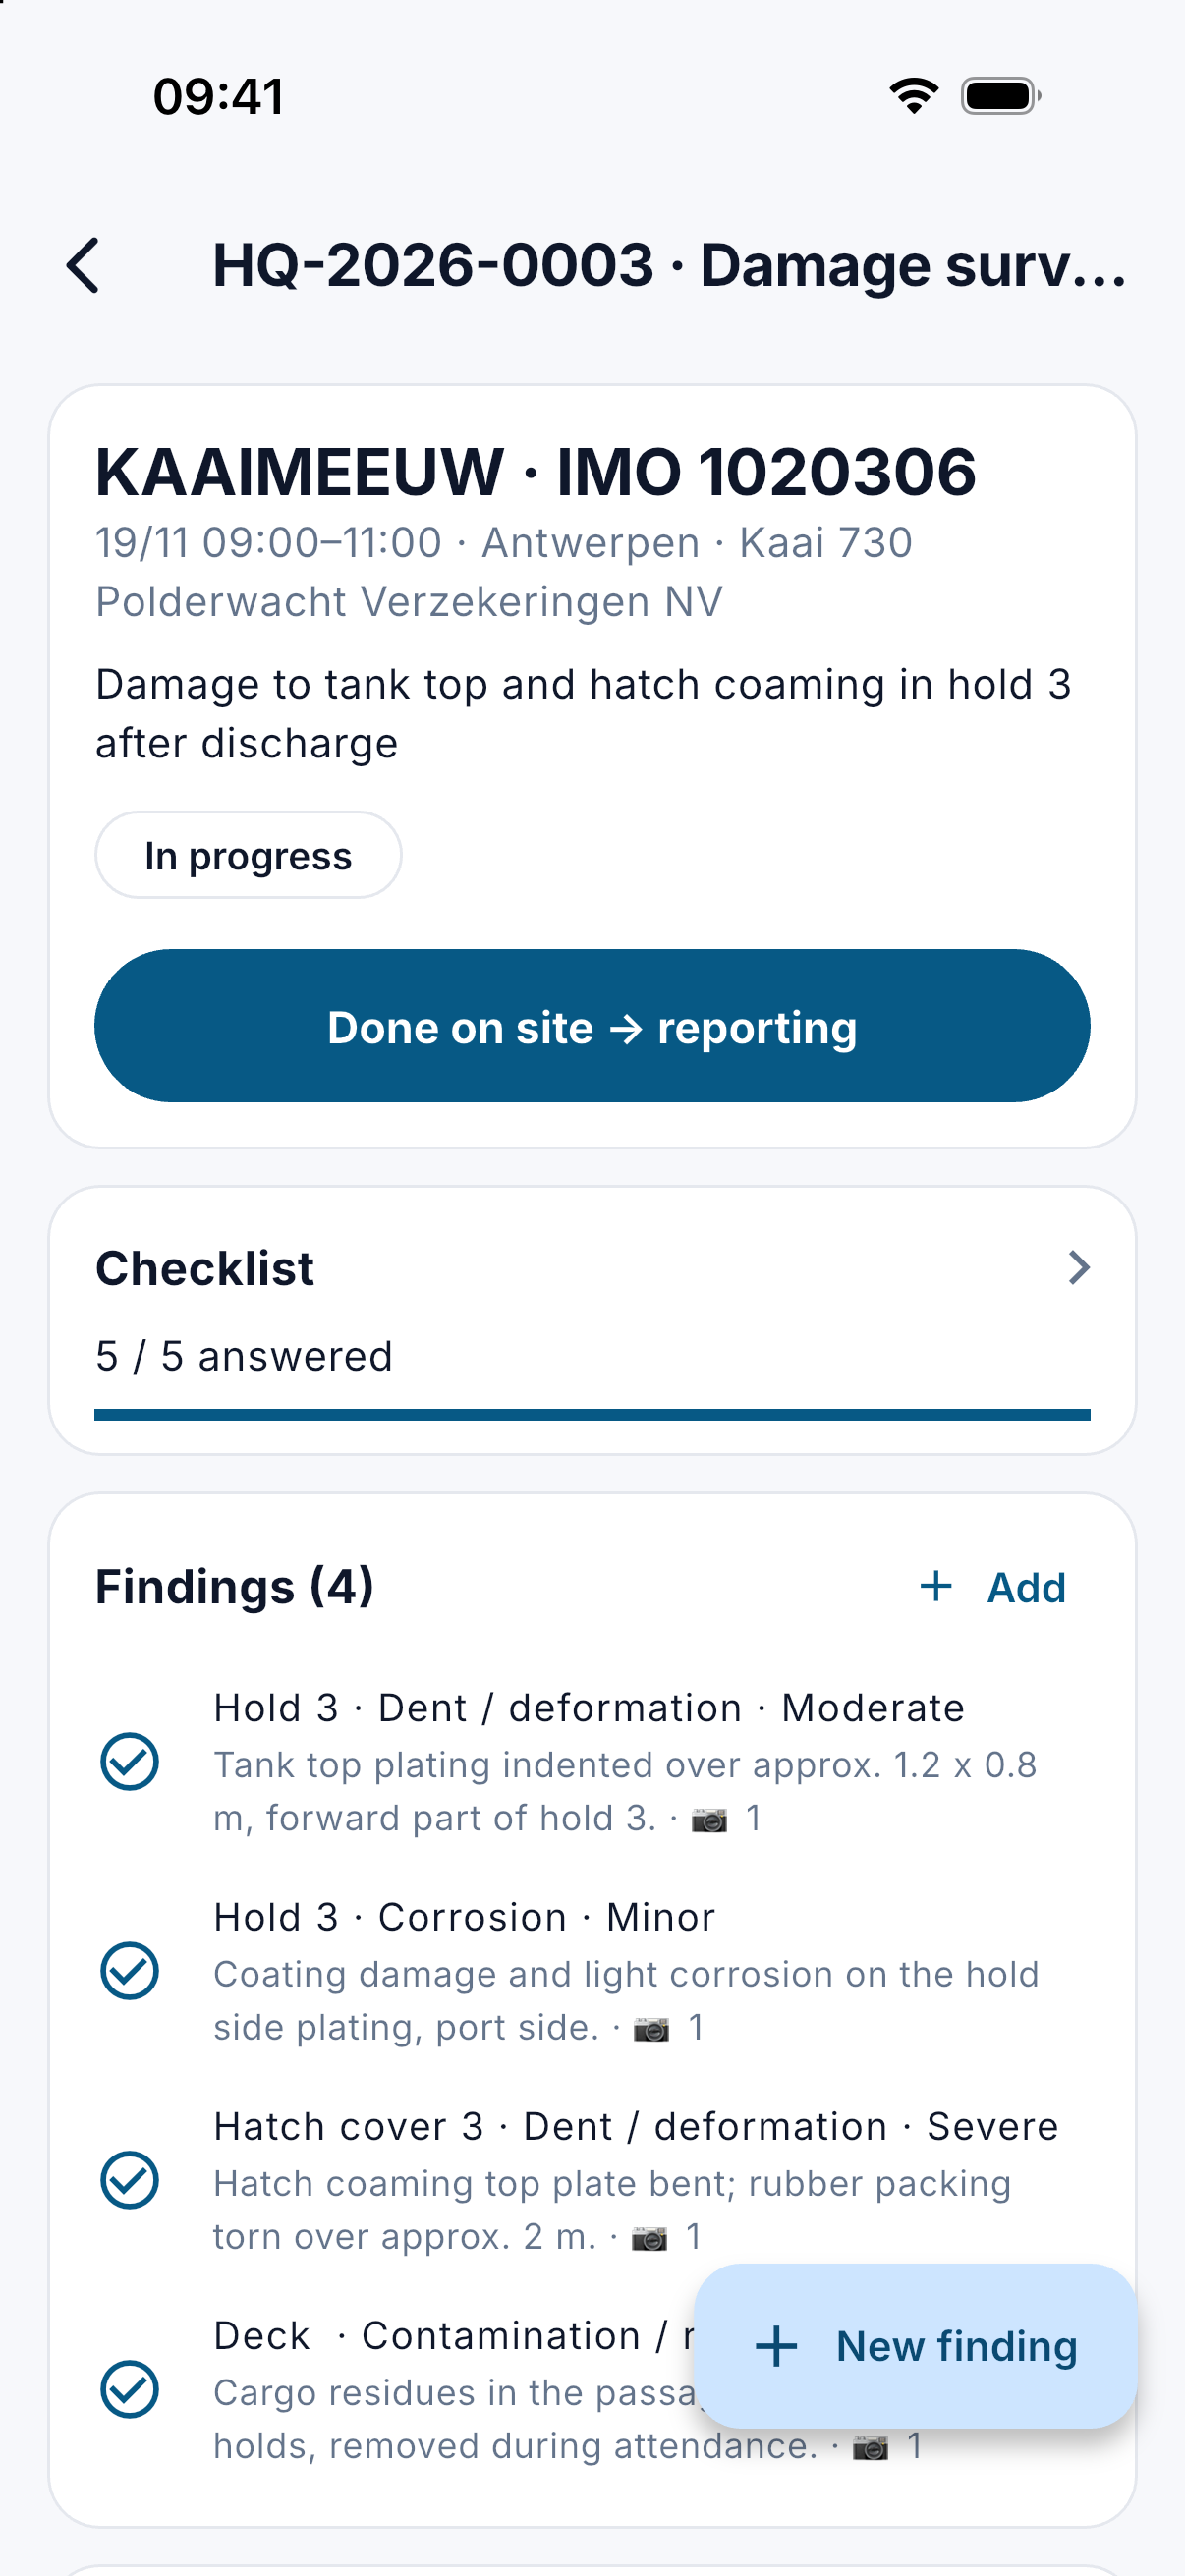 09:41
HQ-2026-0003 · Damage surv...
KAAIMEEUW · IMO 1020306
19/11 09:00–11:00 · Antwerpen · Kaai 730
Polderwacht Verzekeringen NV
Damage to tank top and hatch coaming in hold 3
after discharge
In progress
Done on site → reporting
Checklist
5 / 5 answered
Findings (4)
+ Add
Hold 3 · Dent / deformation · Moderate
Tank top plating indented over approx. 1.2 x 0.8
m, forward part of hold 3. · 📷 1
Hold 3 · Corrosion · Minor
Coating damage and light corrosion on the hold
side plating, port side. · 📷 1
Hatch cover 3 · Dent / deformation · Severe
Hatch coaming top plate bent; rubber packing
torn over approx. 2 m. · 📷 1
Deck · Contamination /
Cargo residues in the
holds, removed during attendance. · 📷 1
+ New finding